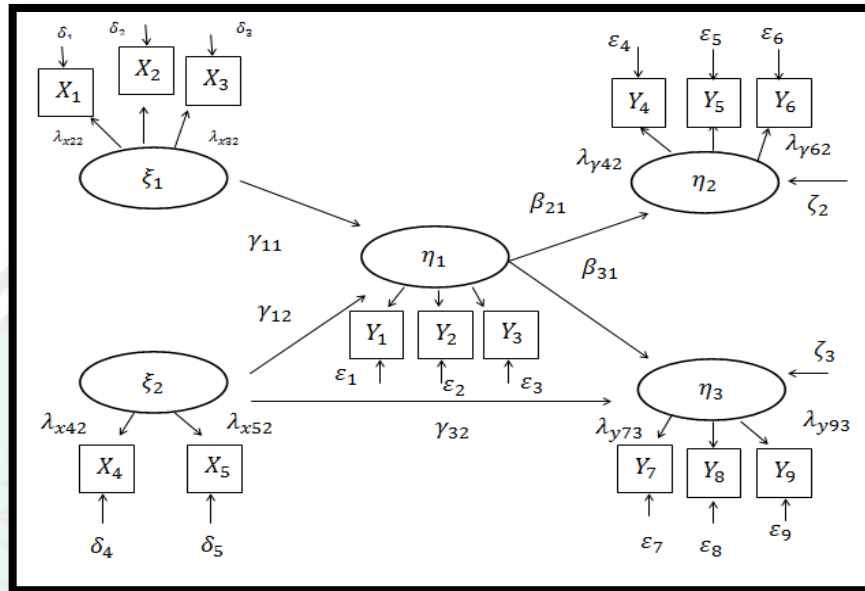 δ₁ δ₂ δ₃
X₁ X₂ X₃
λₓ₂₂ λₓ₃₂
ξ₁
ε₄ ε₅ ε₆
Y₄ Y₅ Y₆
λᵧ₄₂ λᵧ₆₂
η₂
ζ₂
γ₁₁
β₂₁
η₁
β₃₁
γ₁₂
Y₁ Y₂ Y₃
ε₁ ε₂ ε₃
ξ₂
λₓ₄₂ λₓ₅₂
X₄ X₅
δ₄ δ₅
γ₃₂
ζ₃
η₃
λᵧ₇₃ λᵧ₉₃
Y₇ Y₈ Y₉
ε₇ ε₈ ε₉